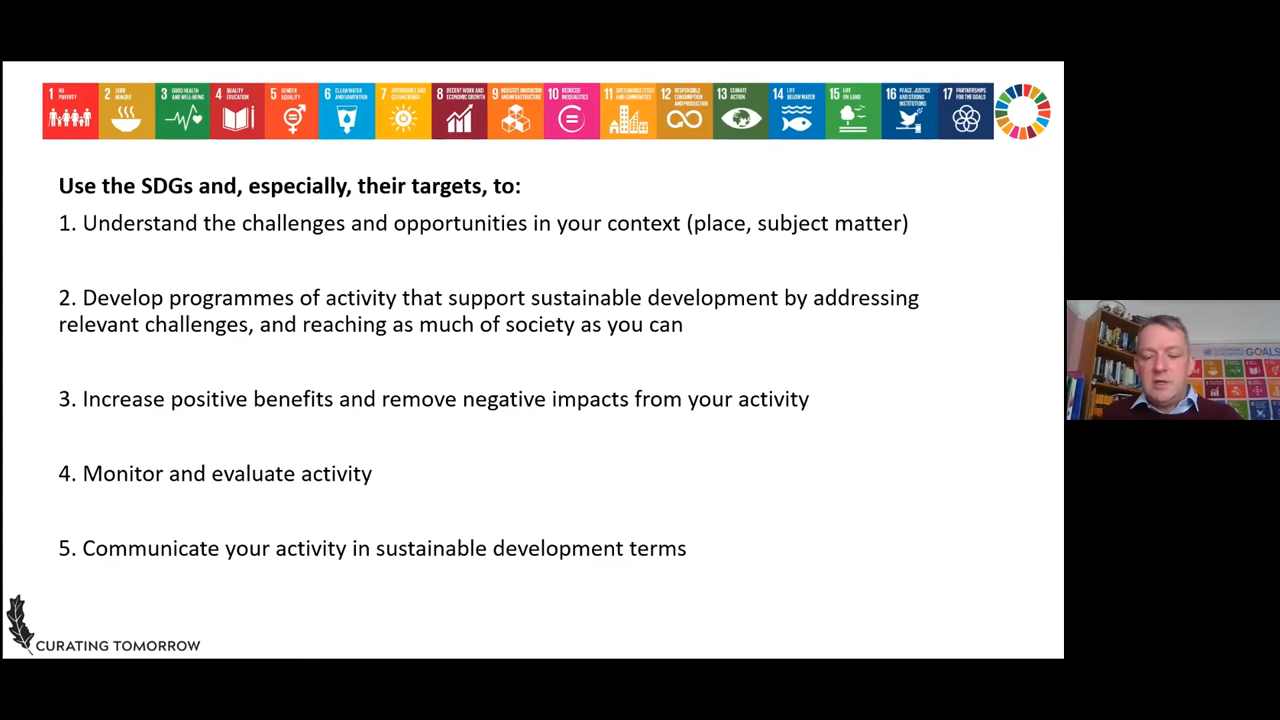 1 NO POVERTY
2 ZERO HUNGER
3 GOOD HEALTH AND WELL-BEING
4 QUALITY EDUCATION
5 GENDER EQUALITY
6 CLEAN WATER AND SANITATION
7 AFFORDABLE AND CLEAN ENERGY
8 DECENT WORK AND ECONOMIC GROWTH
9 INDUSTRY, INNOVATION AND INFRASTRUCTURE
10 REDUCED INEQUALITIES
11 SUSTAINABLE CITIES AND COMMUNITIES
12 RESPONSIBLE CONSUMPTION AND PRODUCTION
13 CLIMATE ACTION
14 LIFE BELOW WATER
15 LIFE ON LAND
16 PEACE, JUSTICE AND STRONG INSTITUTIONS
17 PARTNERSHIPS FOR THE GOALS
Use the SDGs and, especially, their targets, to:
1. Understand the challenges and opportunities in your context (place, subject matter)
2. Develop programmes of activity that support sustainable development by addressing
relevant challenges, and reaching as much of society as you can
3. Increase positive benefits and remove negative impacts from your activity
4. Monitor and evaluate activity
5. Communicate your activity in sustainable development terms
CURATING TOMORROW
GOALS